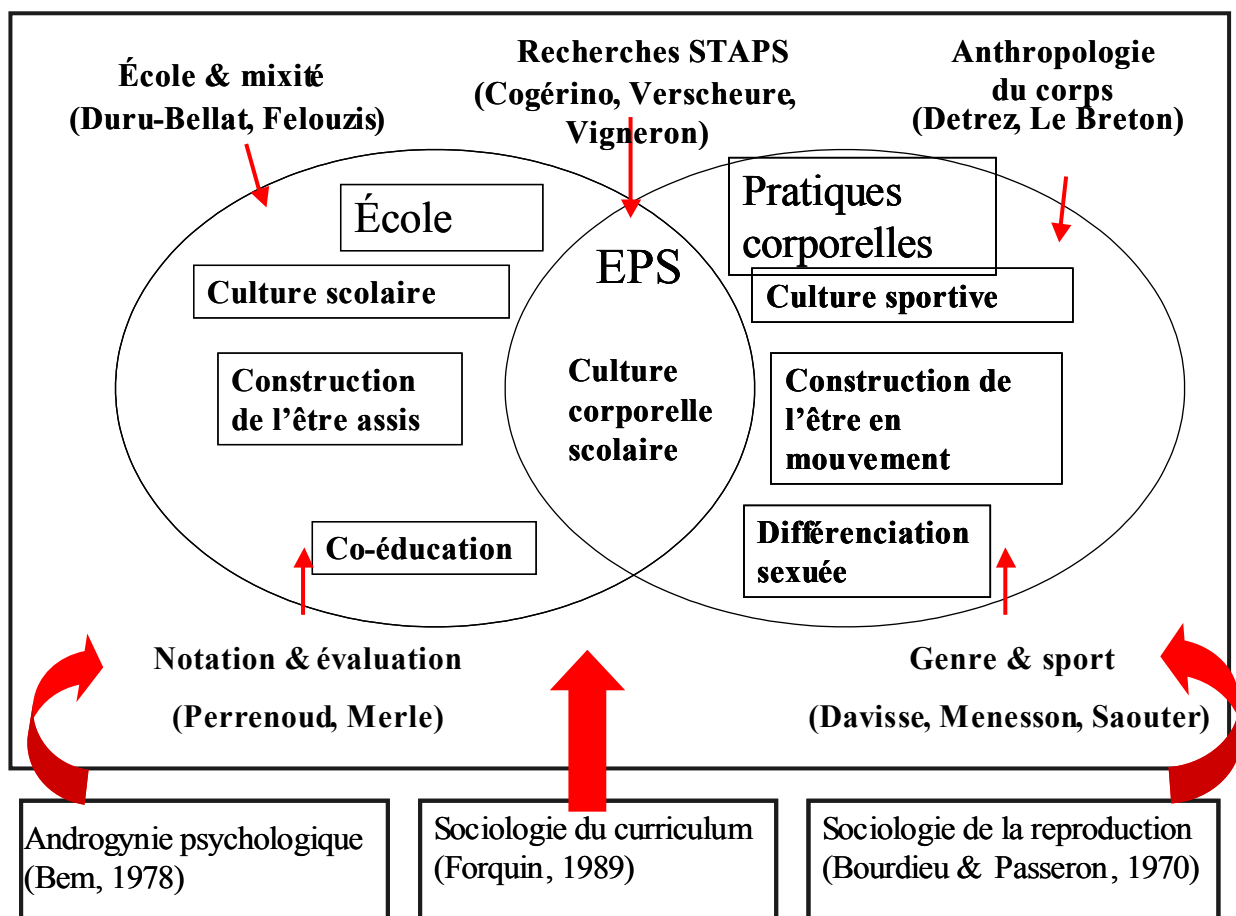 École & mixité
(Duru-Bellat, Felouzis)
Recherches STAPS
(Cogérino, Verscheure,
Vigneron)
Anthropologie
du corps
(Detrez, Le Breton)
École
Culture scolaire
Construction
de l’être assis
Co-éducation
EPS
Culture
corporelle
scolaire
Pratiques
corporelles
Culture sportive
Construction de
l’être en
mouvement
Différenciation
sexuée
Notation & évaluation
(Perrenoud, Merle)
Genre & sport
(Davisse, Menesson, Saouter)
Androgynie psychologique
(Bem, 1978)
Sociologie du curriculum
(Forquin, 1989)
Sociologie de la reproduction
(Bourdieu & Passeron, 1970)